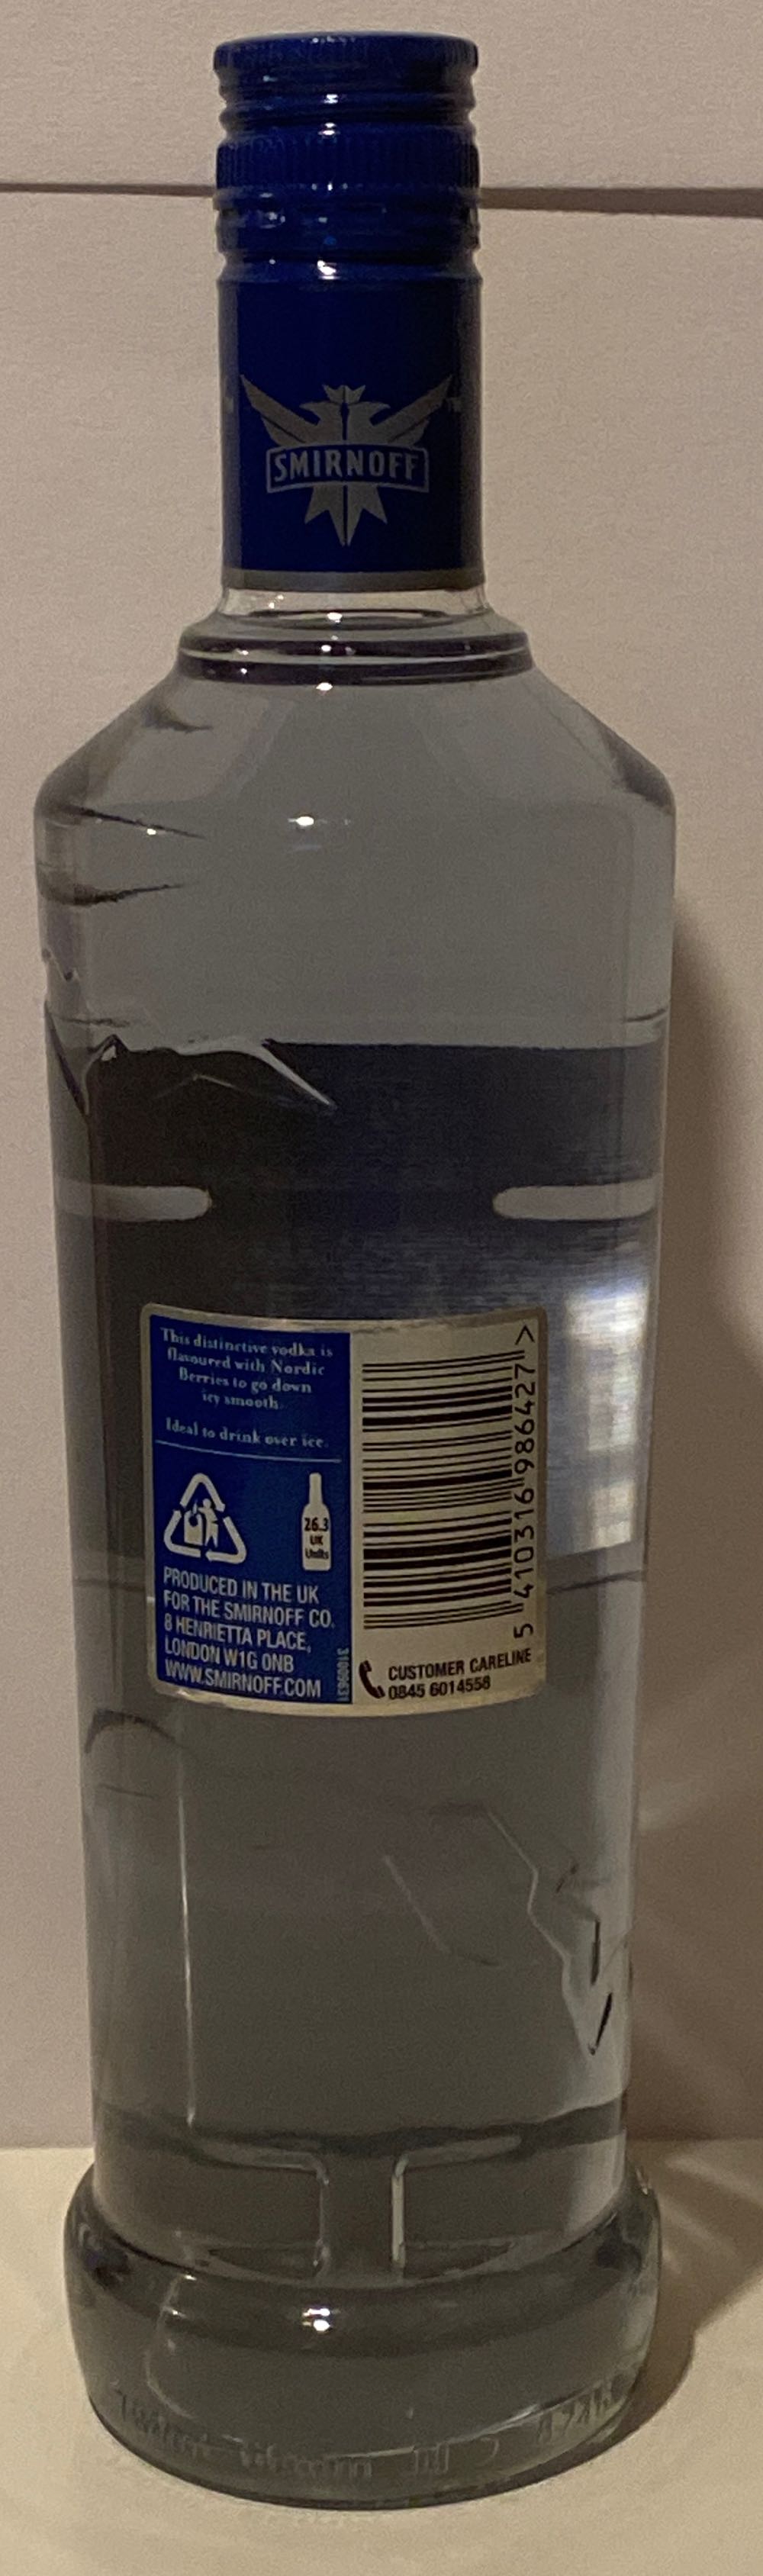 SMIRNOFF
This distinctive vodka is
flavoured with Nordic
Berries to go down
icy smooth.
Ideal to drink over ice.
26.3
UK
Units
PRODUCED IN THE UK
FOR THE SMIRNOFF CO.
8 HENRIETTA PLACE,
LONDON W1G 0NB
WWW.SMIRNOFF.COM
5 410316 986427 >
CUSTOMER CARELINE
0845 6014558